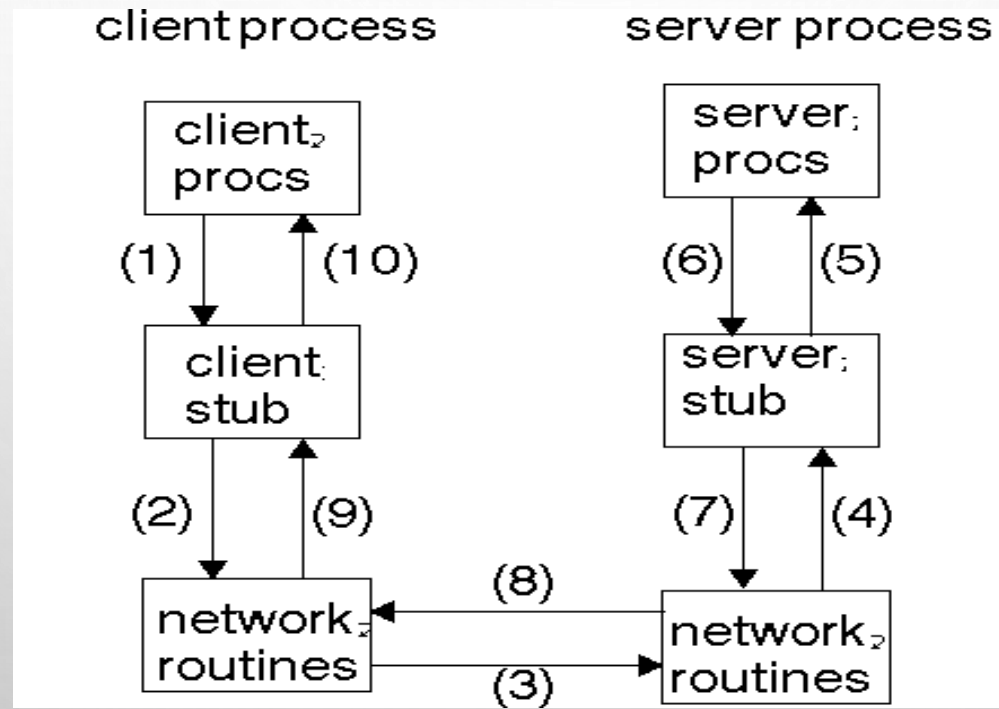 client process
server process
client
procs
server
procs
(1)
(10)
(6)
(5)
client
stub
server
stub
(2)
(9)
(7)
(4)
(8)
network
routines
network
routines
(3)